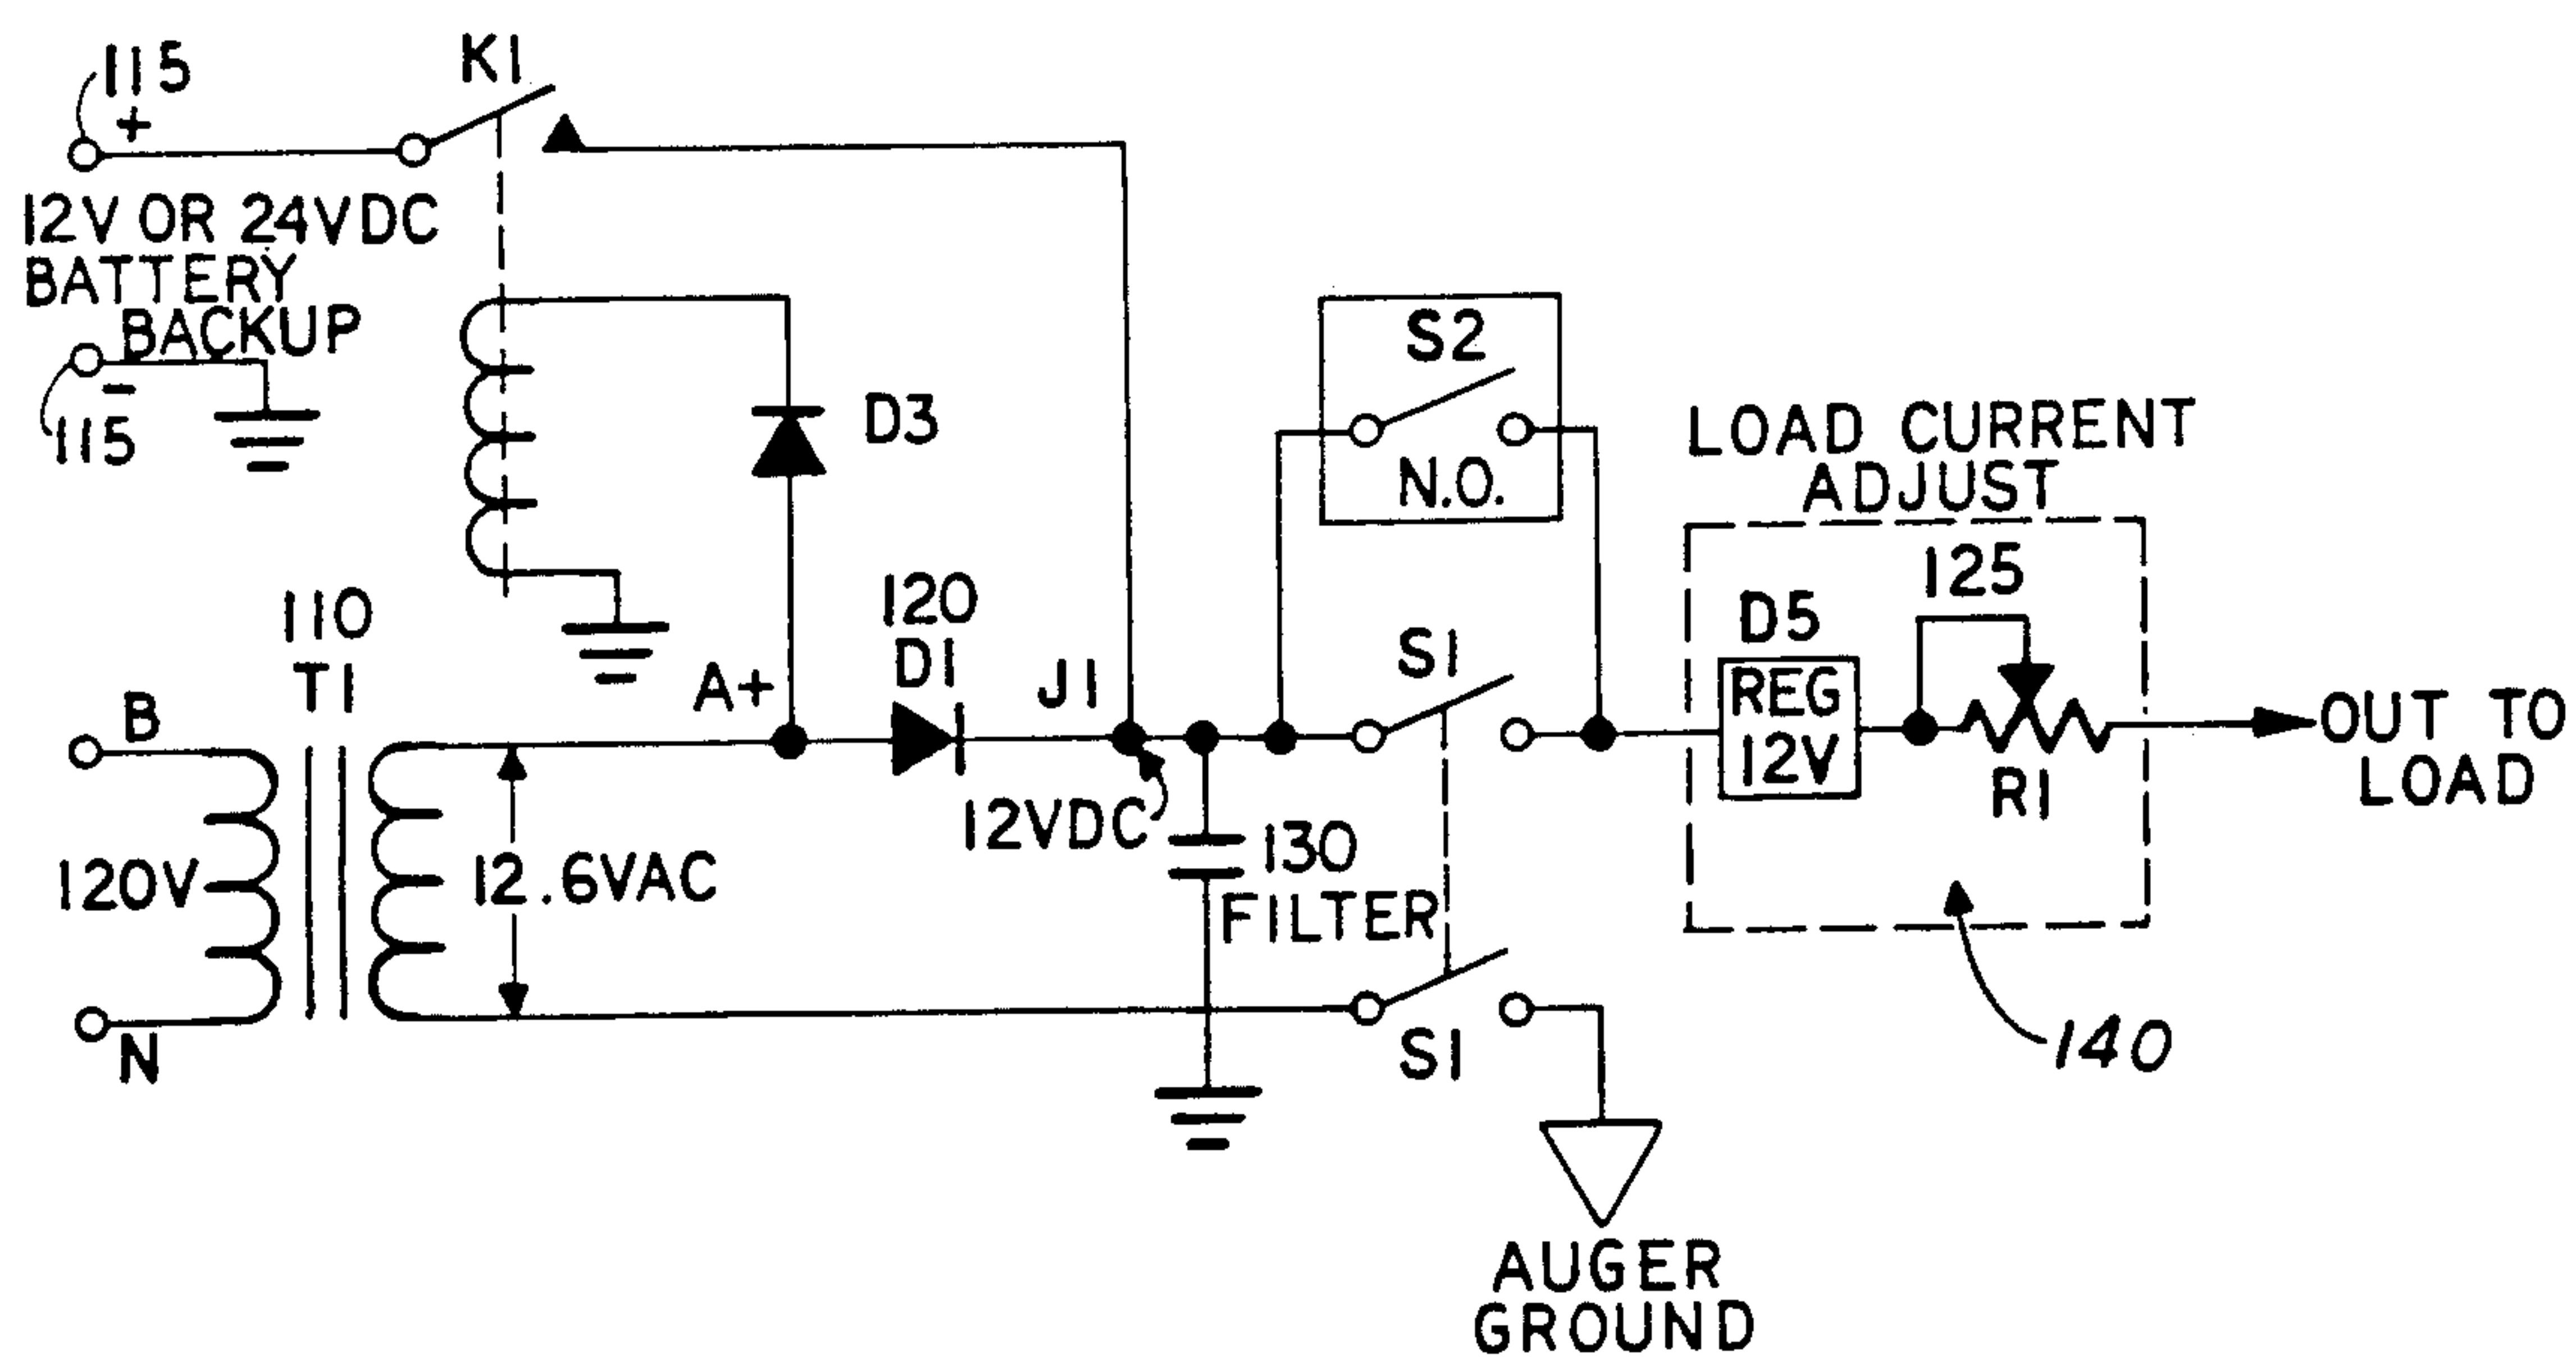 115
K1
+
12V OR 24VDC
BATTERY
BACKUP
-
115
D3
S2
N.O.
LOAD CURRENT
ADJUST
125
D5
REG
12V
R1
OUT TO
LOAD
110
T1
B
120V
N
12.6VAC
A+
120
D1
J1
12VDC
130
FILTER
S1
S1
140
AUGER
GROUND